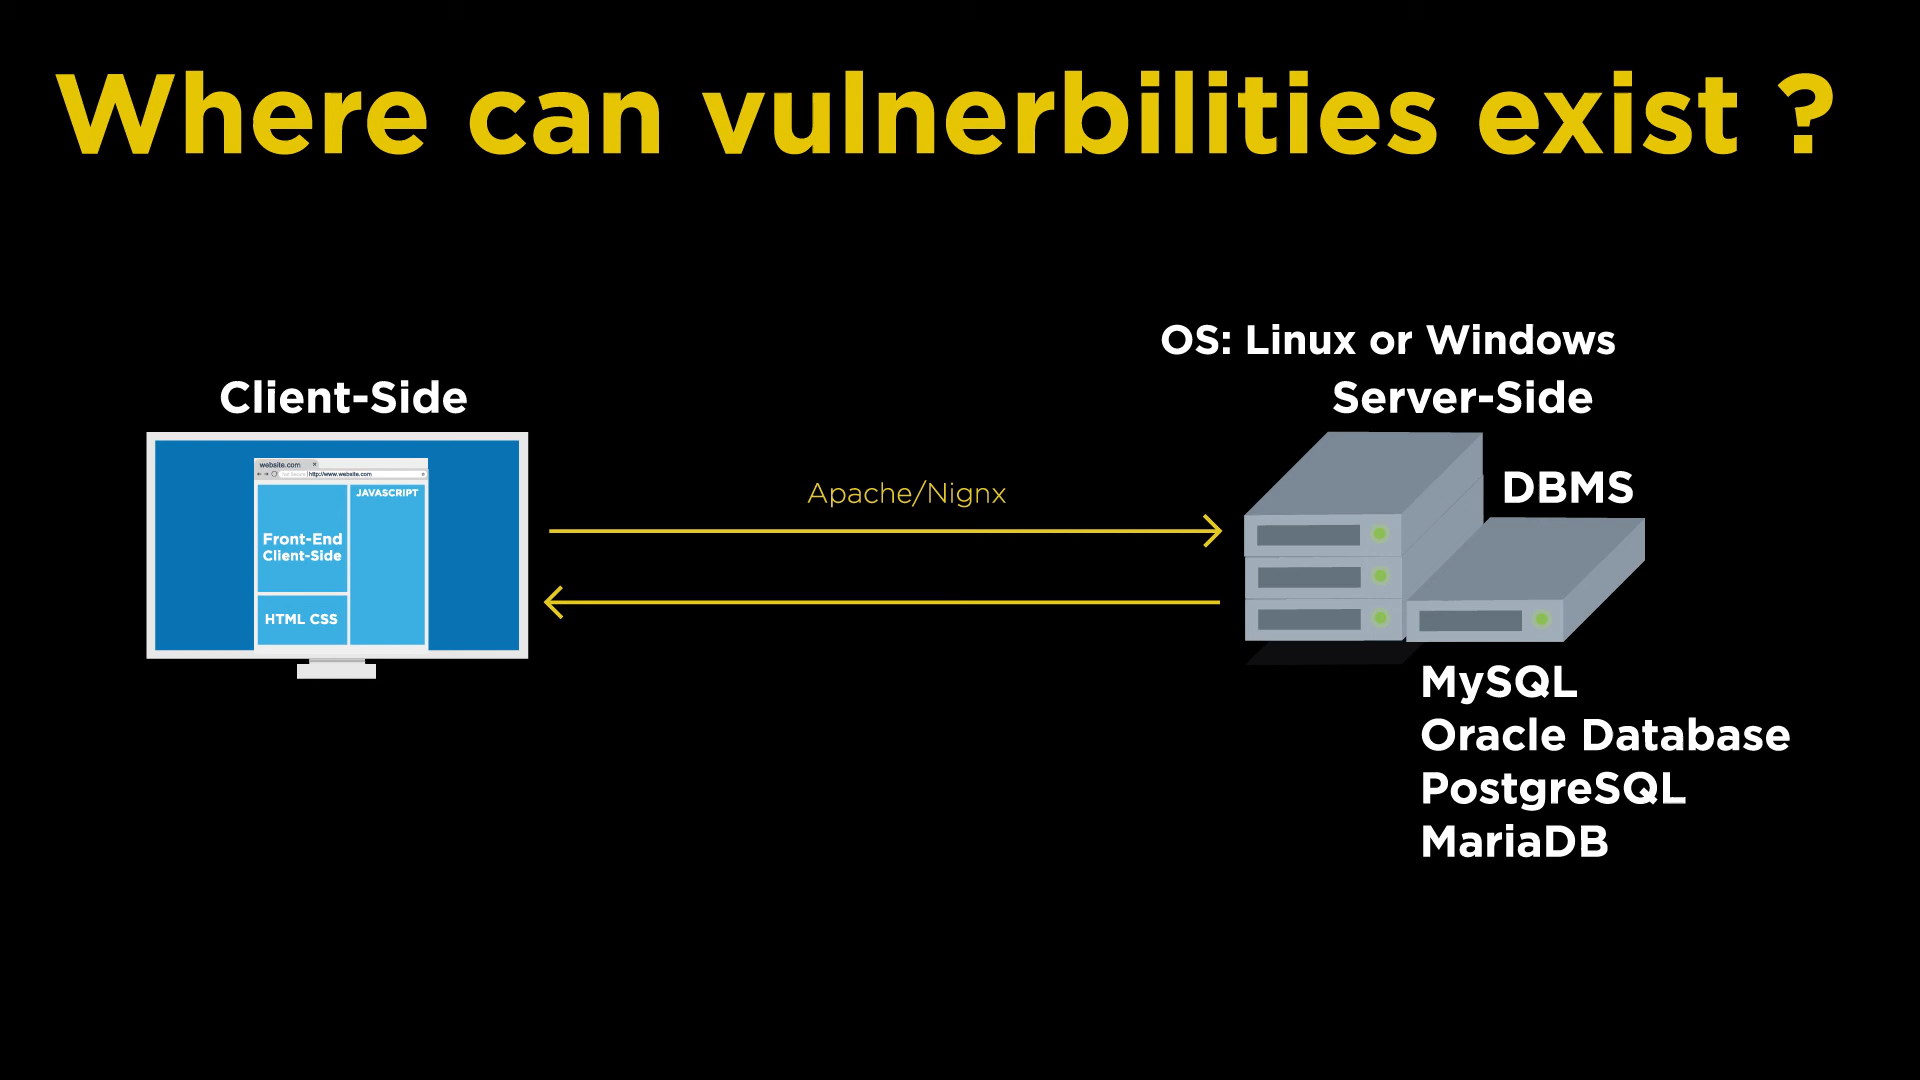 Where can vulnerbilities exist ?
OS: Linux or Windows
Client-Side
Server-Side
website.com
http://www.website.com
JAVASCRIPT
Front-End
Client-Side
HTML CSS
Apache/Nignx
DBMS
MySQL
Oracle Database
PostgreSQL
MariaDB